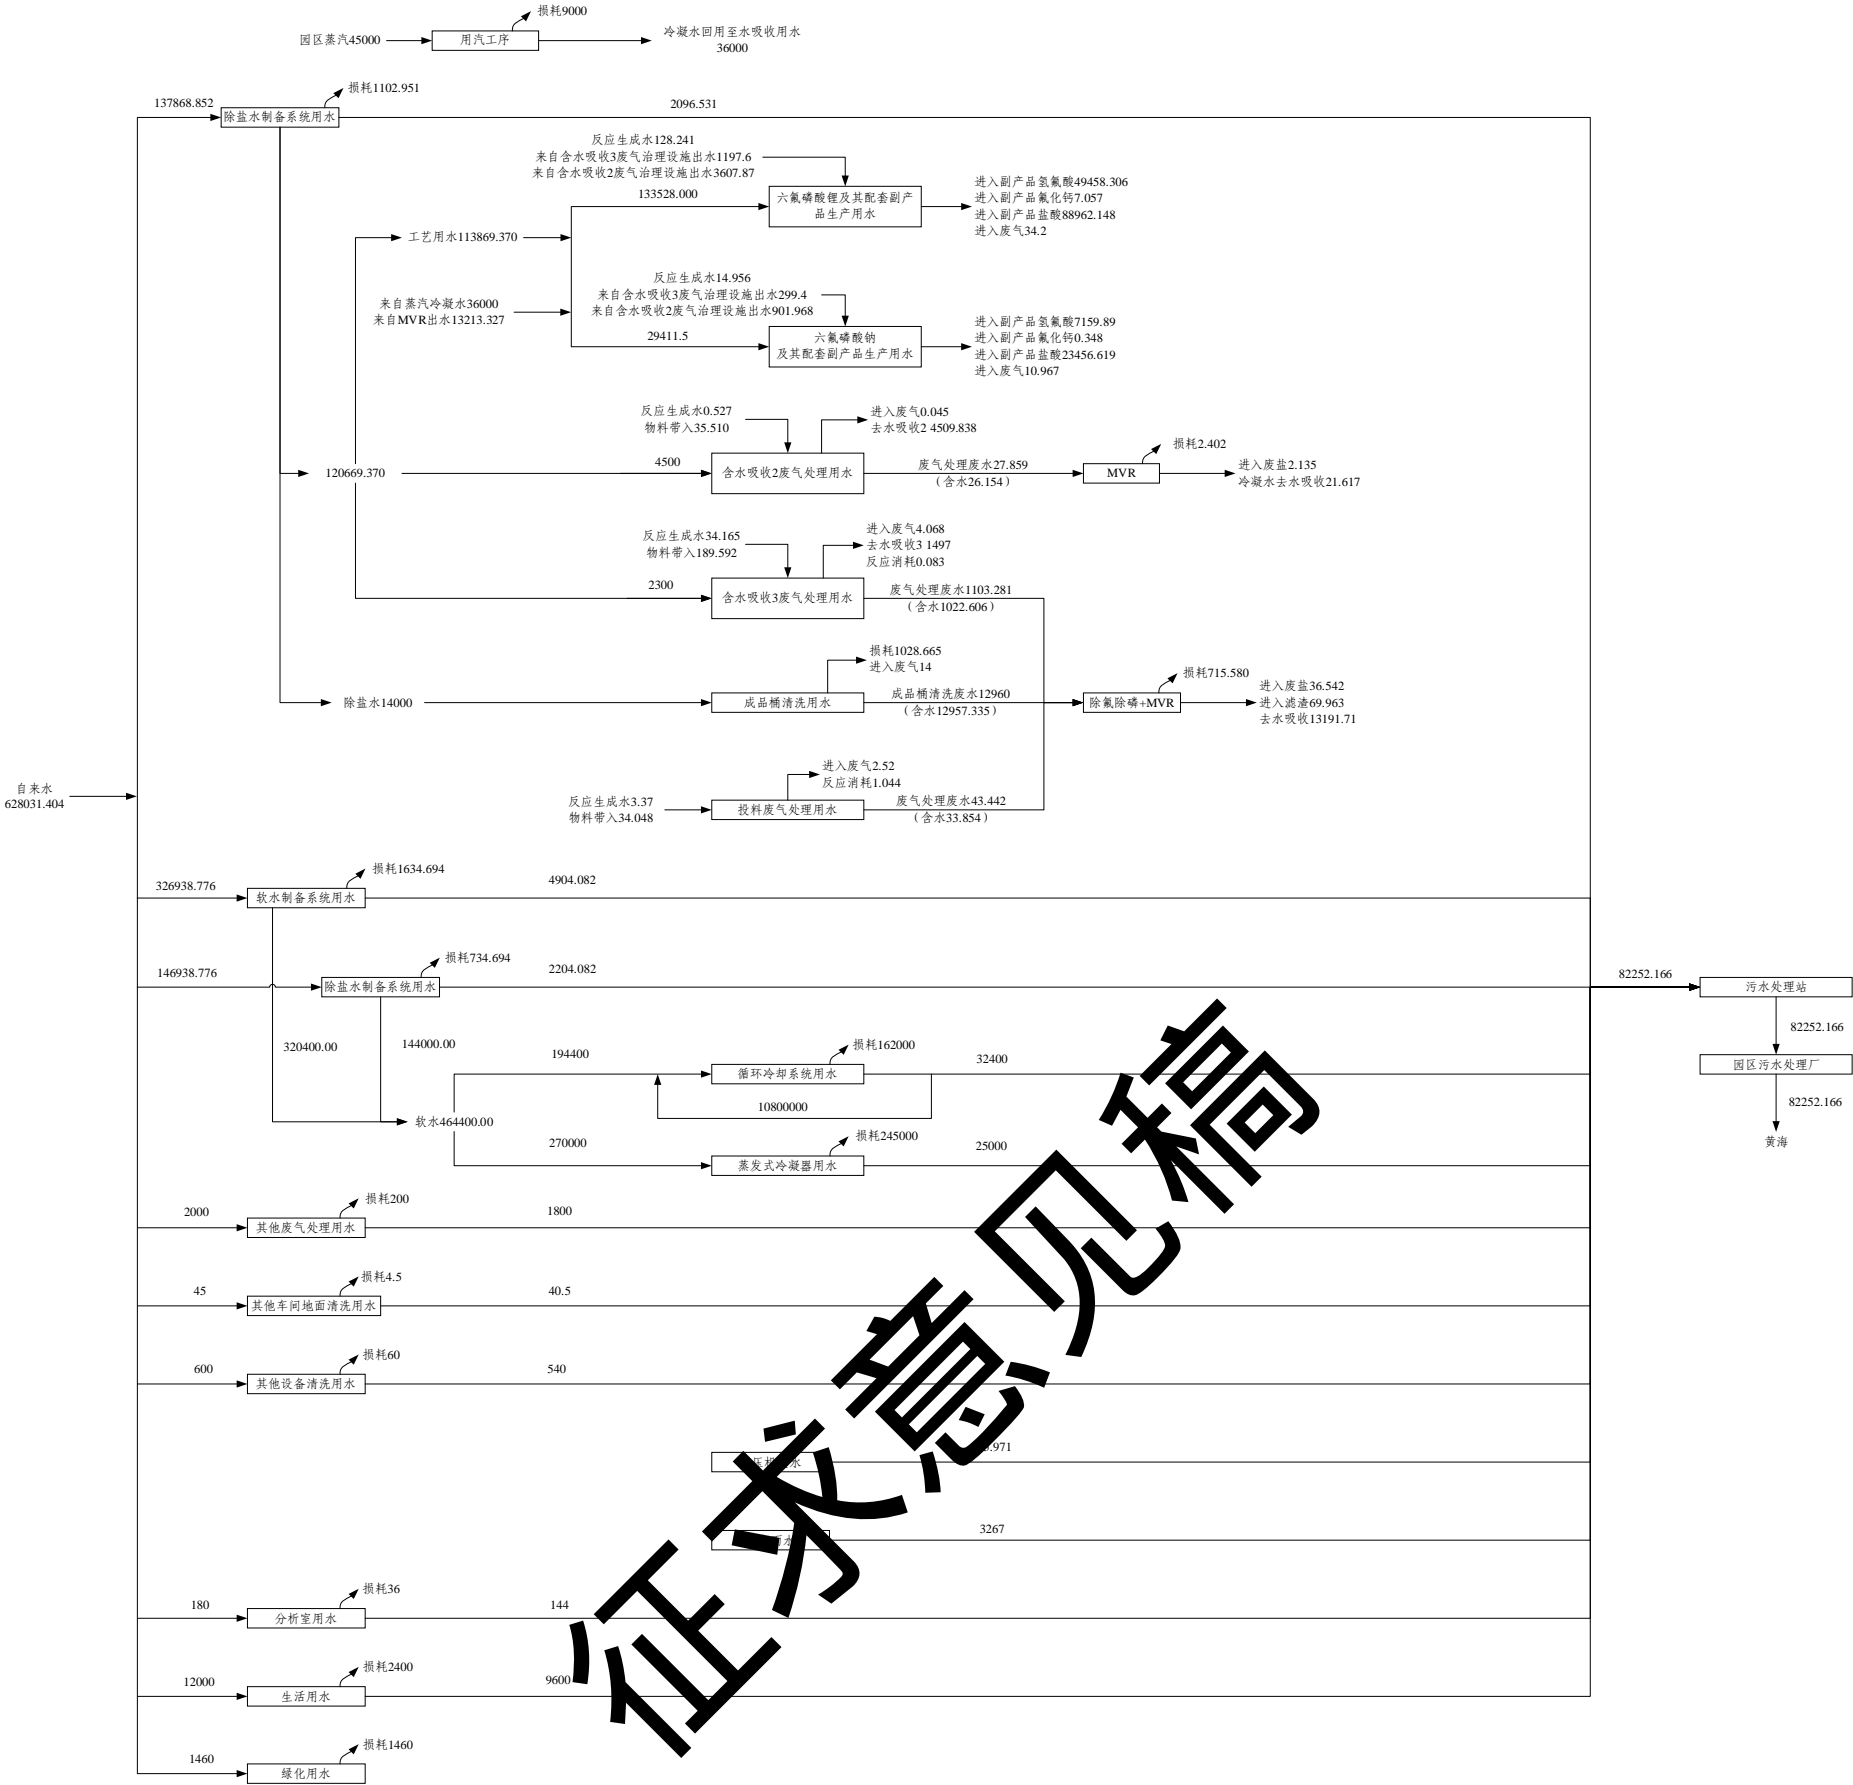 损耗9000
园区蒸汽45000
用汽工序
冷凝水回用至水吸收用水
36000
损耗1102.951
137868.852
除盐水制备系统用水
2096.531
反应生成水128.241
来自含水吸收3废气治理设施出水1197.6
来自含水吸收2废气治理设施出水3607.87
133528.000
六氟磷酸锂及其配套副产
品生产用水
进入副产品氢氟酸49458.306
进入副产品氟化钙7.057
进入副产品盐酸88962.148
进入废气34.2
工艺用水113869.370
来自蒸汽冷凝水36000
来自MVR出水13213.327
反应生成水14.956
来自含水吸收3废气治理设施出水299.4
来自含水吸收2废气治理设施出水901.968
29411.5
六氟磷酸钠
及其配套副产品生产用水
进入副产品氢氟酸7159.89
进入副产品氟化钙0.348
进入副产品盐酸23456.619
进入废气10.967
反应生成水0.527
物料带入35.510
进入废气0.045
去水吸收2 4509.838
120669.370
4500
含水吸收2废气处理用水
废气处理废水27.859
（含水26.154）
MVR
损耗2.402
进入废盐2.135
冷凝水去水吸收21.617
反应生成水34.165
物料带入189.592
进入废气4.068
去水吸收3 1497
反应消耗0.083
2300
含水吸收3废气处理用水
废气处理废水1103.281
（含水1022.606）
损耗1028.665
进入废气14
除盐水14000
成品桶清洗用水
成品桶清洗废水12960
（含水12957.335）
除氟除磷+MVR
损耗715.580
进入废盐36.542
进入滤渣69.963
去水吸收13191.71
自来水
628031.404
进入废气2.52
反应消耗1.044
反应生成水3.37
物料带入34.048
投料废气处理用水
废气处理废水43.442
（含水33.854）
损耗1634.694
326938.776
软水制备系统用水
4904.082
损耗734.694
146938.776
除盐水制备系统用水
2204.082
82252.166
污水处理站
82252.166
园区污水处理厂
82252.166
黄海
320400.00
144000.00
194400
损耗162000
循环冷却系统用水
32400
10800000
软水464400.00
270000
损耗245000
蒸发式冷凝器用水
25000
损耗200
2000
其他废气处理用水
1800
损耗4.5
45
其他车间地面清洗用水
40.5
损耗60
600
其他设备清洗用水
540
3267
损耗36
180
分析室用水
144
损耗2400
12000
生活用水
9600
损耗1460
1460
绿化用水
征求意见稿